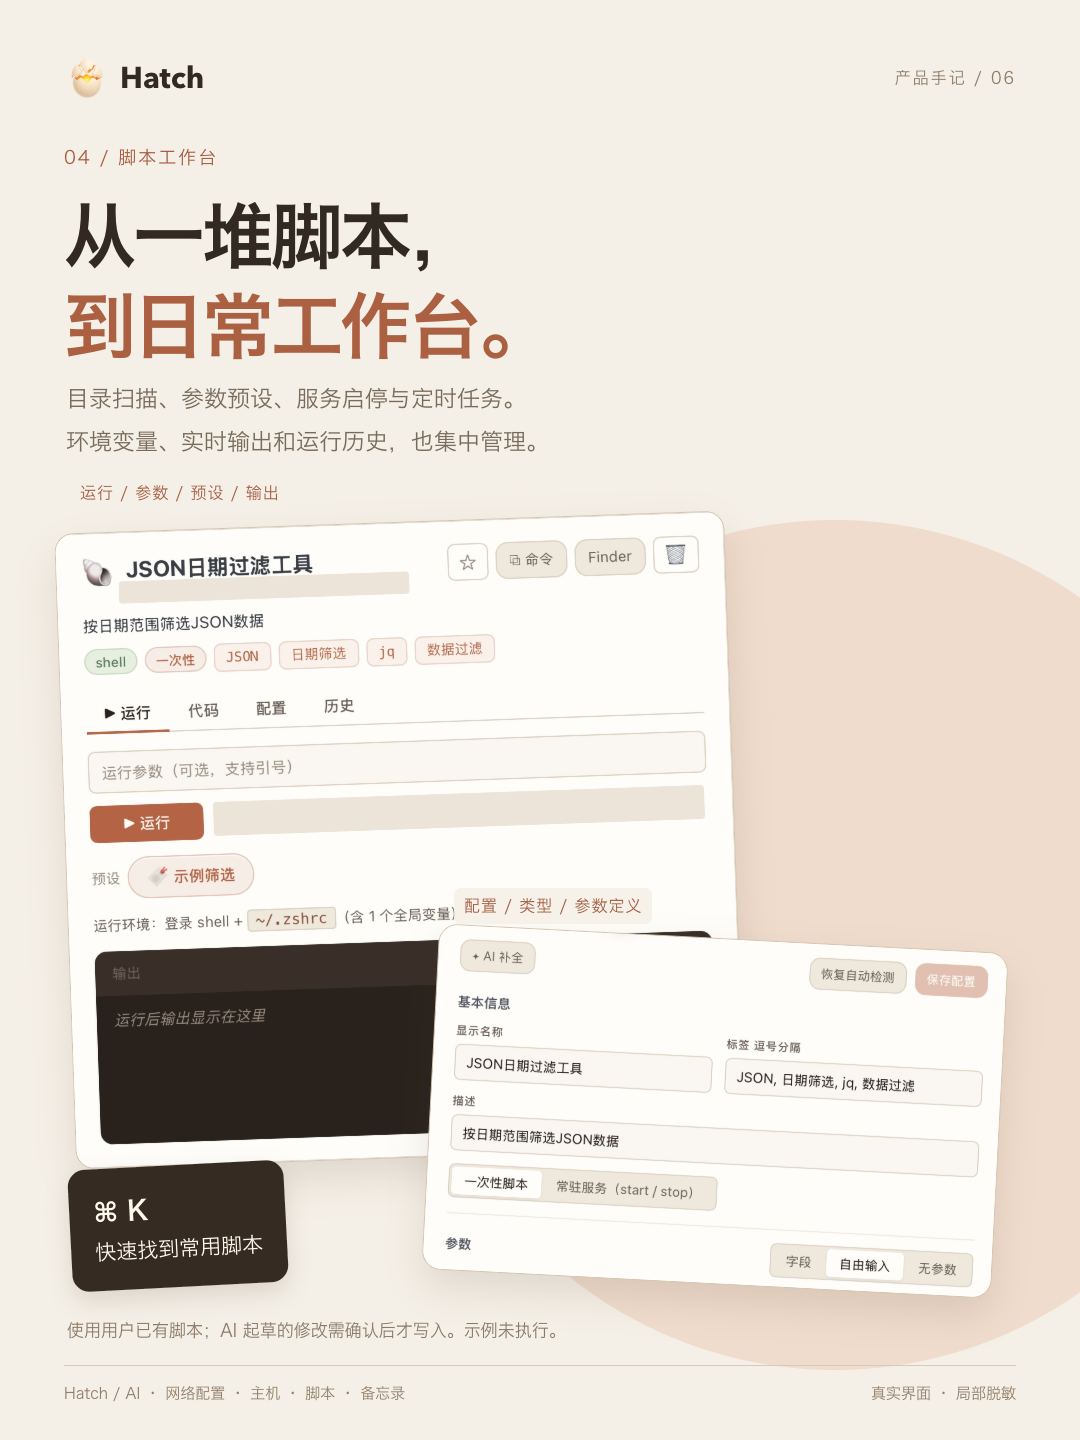 Hatch
产品手记 / 06
04 / 脚本工作台
从一堆脚本，
到日常工作台。
目录扫描、参数预设、服务启停与定时任务。
环境变量、实时输出和运行历史，也集中管理。
运行 / 参数 / 预设 / 输出
JSON日期过滤工具
命令
Finder
按日期范围筛选JSON数据
shell
一次性
JSON
日期筛选
jq
数据过滤
运行
代码
配置
历史
运行参数（可选，支持引号）
运行
预设
示例筛选
运行环境：登录 shell + ~/.zshrc （含 1 个全局变量）
输出
运行后输出显示在这里
配置 / 类型 / 参数定义
AI 补全
恢复自动检测
保存配置
基本信息
显示名称
标签 逗号分隔
JSON日期过滤工具
JSON, 日期筛选, jq, 数据过滤
描述
按日期范围筛选JSON数据
一次性脚本
常驻服务（start / stop）
参数
字段
自由输入
无参数
⌘ K
快速找到常用脚本
使用用户已有脚本；AI 起草的修改需确认后才写入。示例未执行。
Hatch / AI · 网络配置 · 主机 · 脚本 · 备忘录
真实界面 · 局部脱敏